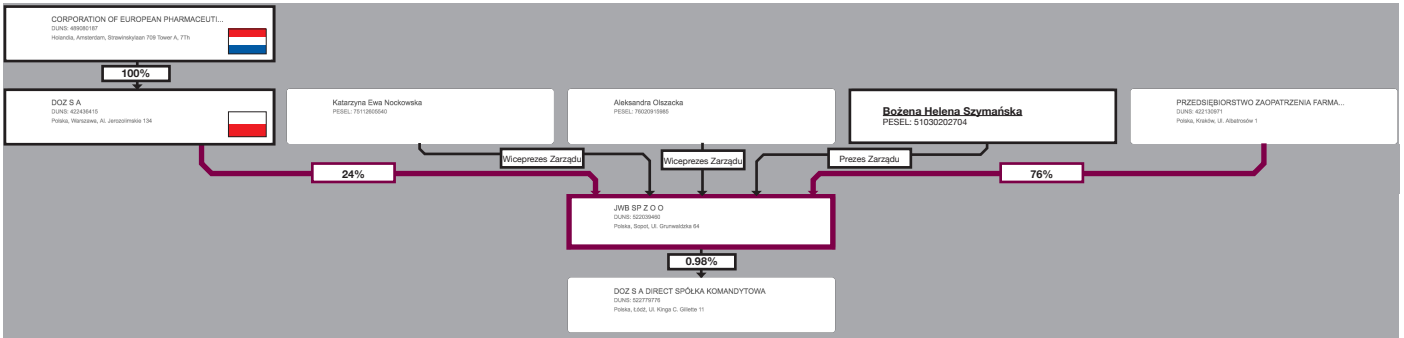 CORPORATION OF EUROPEAN PHARMACEUTI...
DUNS: 489080187
Holandia, Amsterdam, Strawinskylaan 709 Tower A, 7Th
100%
DOZ S A
DUNS: 422436415
Polska, Warszawa, Al. Jerozolimskie 134
Katarzyna Ewa Nockowska
PESEL: 75112605540
Aleksandra Olszacka
PESEL: 76020915985
Bożena Helena Szymańska
PESEL: 51030202704
PRZEDSIĘBIORSTWO ZAOPATRZENIA FARMA...
DUNS: 422130971
Polska, Kraków, Ul. Albatrosów 1
Wiceprezes Zarządu
Wiceprezes Zarządu
Prezes Zarządu
24%
76%
JWB SP Z O O
DUNS: 522039460
Polska, Sopot, Ul. Grunwaldzka 64
0.98%
DOZ S A DIRECT SPÓŁKA KOMANDYTOWA
DUNS: 522779776
Polska, Łódź, Ul. Kinga C. Gillette 11